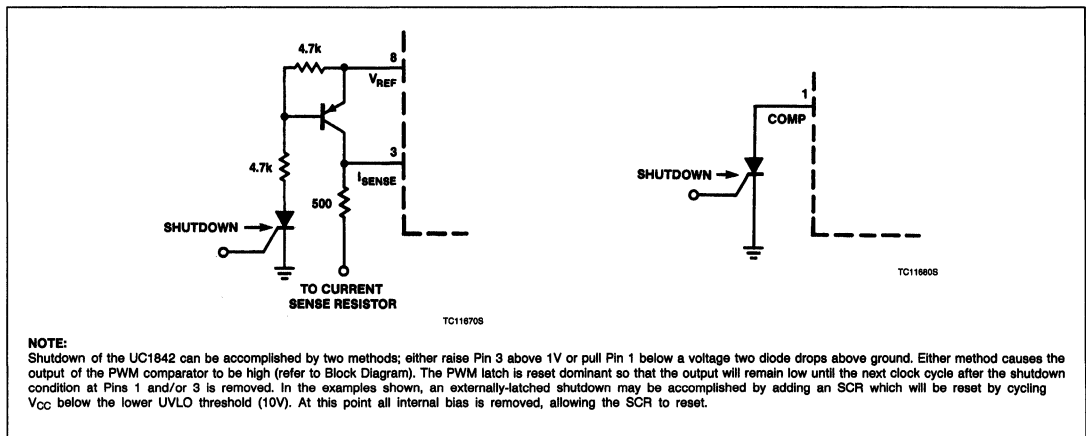 4.7k
8
VREF
4.7k
3
ISENSE
500
SHUTDOWN
TO CURRENT
SENSE RESISTOR
TC11670S
1
COMP
SHUTDOWN
TC11680S
NOTE:
Shutdown of the UC1842 can be accomplished by two methods; either raise Pin 3 above 1V or pull Pin 1 below a voltage two diode drops above ground. Either method causes the
output of the PWM comparator to be high (refer to Block Diagram). The PWM latch is reset dominant so that the output will remain low until the next clock cycle after the shutdown
condition at Pins 1 and/or 3 is removed. In the examples shown, an externally-latched shutdown may be accomplished by adding an SCR which will be reset by cycling
VCC below the lower UVLO threshold (10V). At this point all internal bias is removed, allowing the SCR to reset.